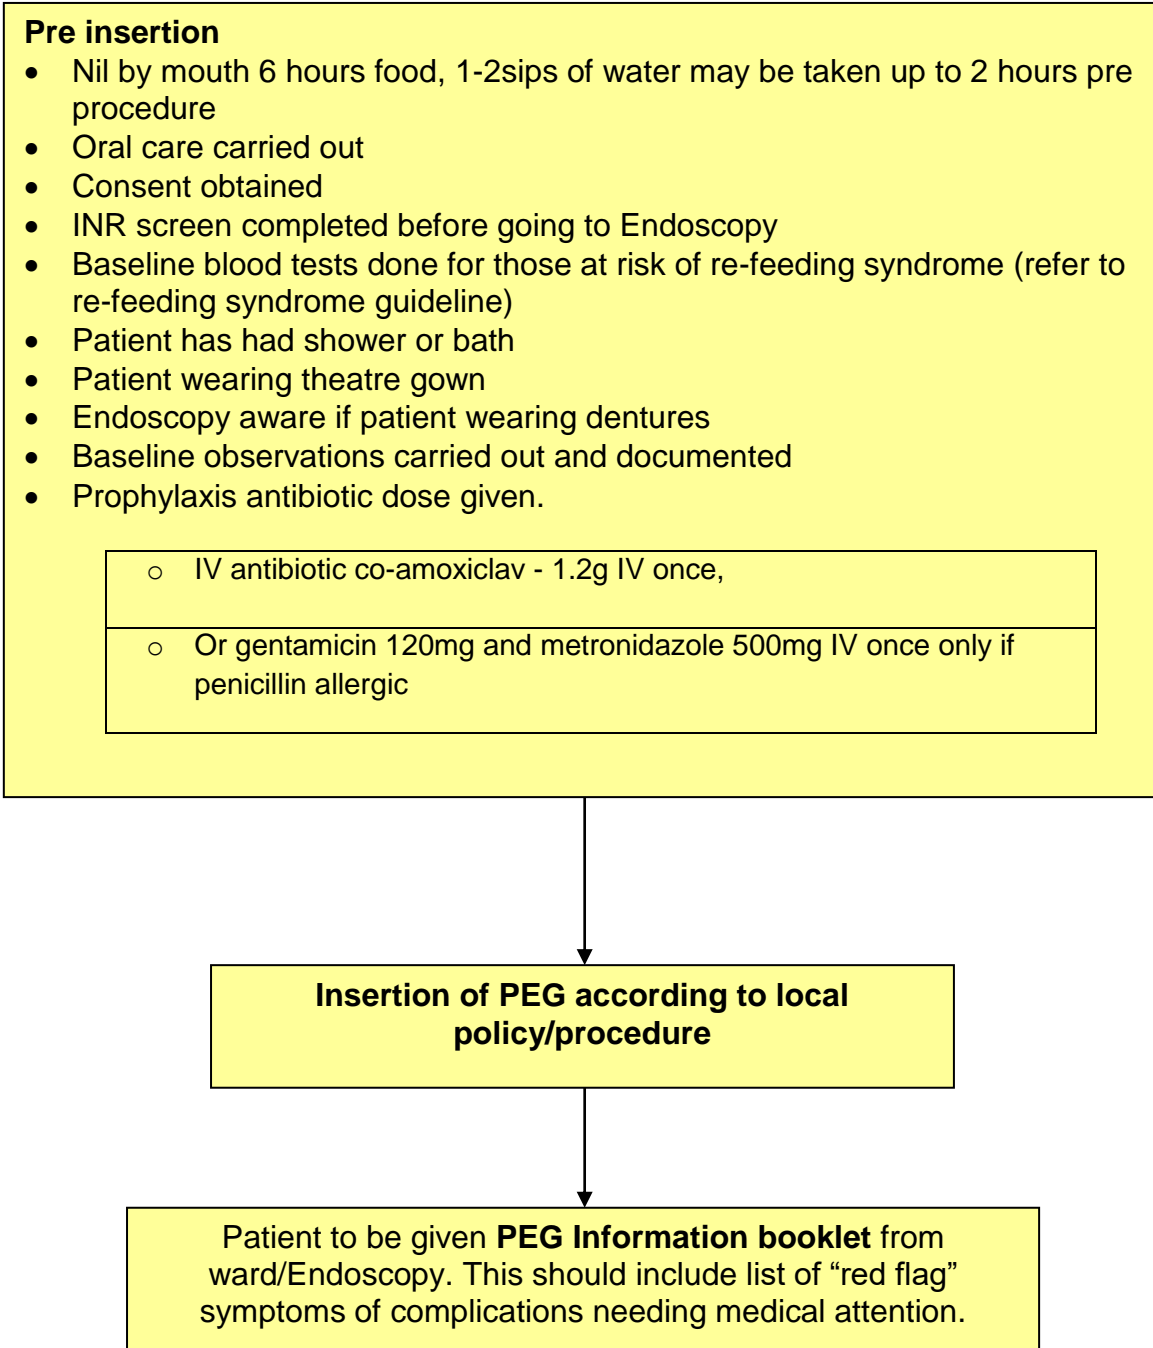 Pre insertion
• Nil by mouth 6 hours food, 1-2sips of water may be taken up to 2 hours pre
procedure
• Oral care carried out
• Consent obtained
• INR screen completed before going to Endoscopy
• Baseline blood tests done for those at risk of re-feeding syndrome (refer to
re-feeding syndrome guideline)
• Patient has had shower or bath
• Patient wearing theatre gown
• Endoscopy aware if patient wearing dentures
• Baseline observations carried out and documented
• Prophylaxis antibiotic dose given.
o IV antibiotic co-amoxiclav - 1.2g IV once,
o Or gentamicin 120mg and metronidazole 500mg IV once only if
penicillin allergic
Insertion of PEG according to local
policy/procedure
Patient to be given PEG Information booklet from
ward/Endoscopy. This should include list of “red flag”
symptoms of complications needing medical attention.